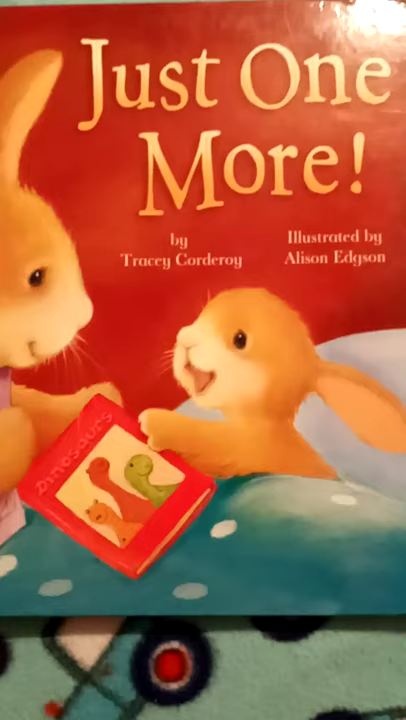 Just One
More!
by
Tracey Corderoy
Illustrated by
Alison Edgson
Dinosaurs